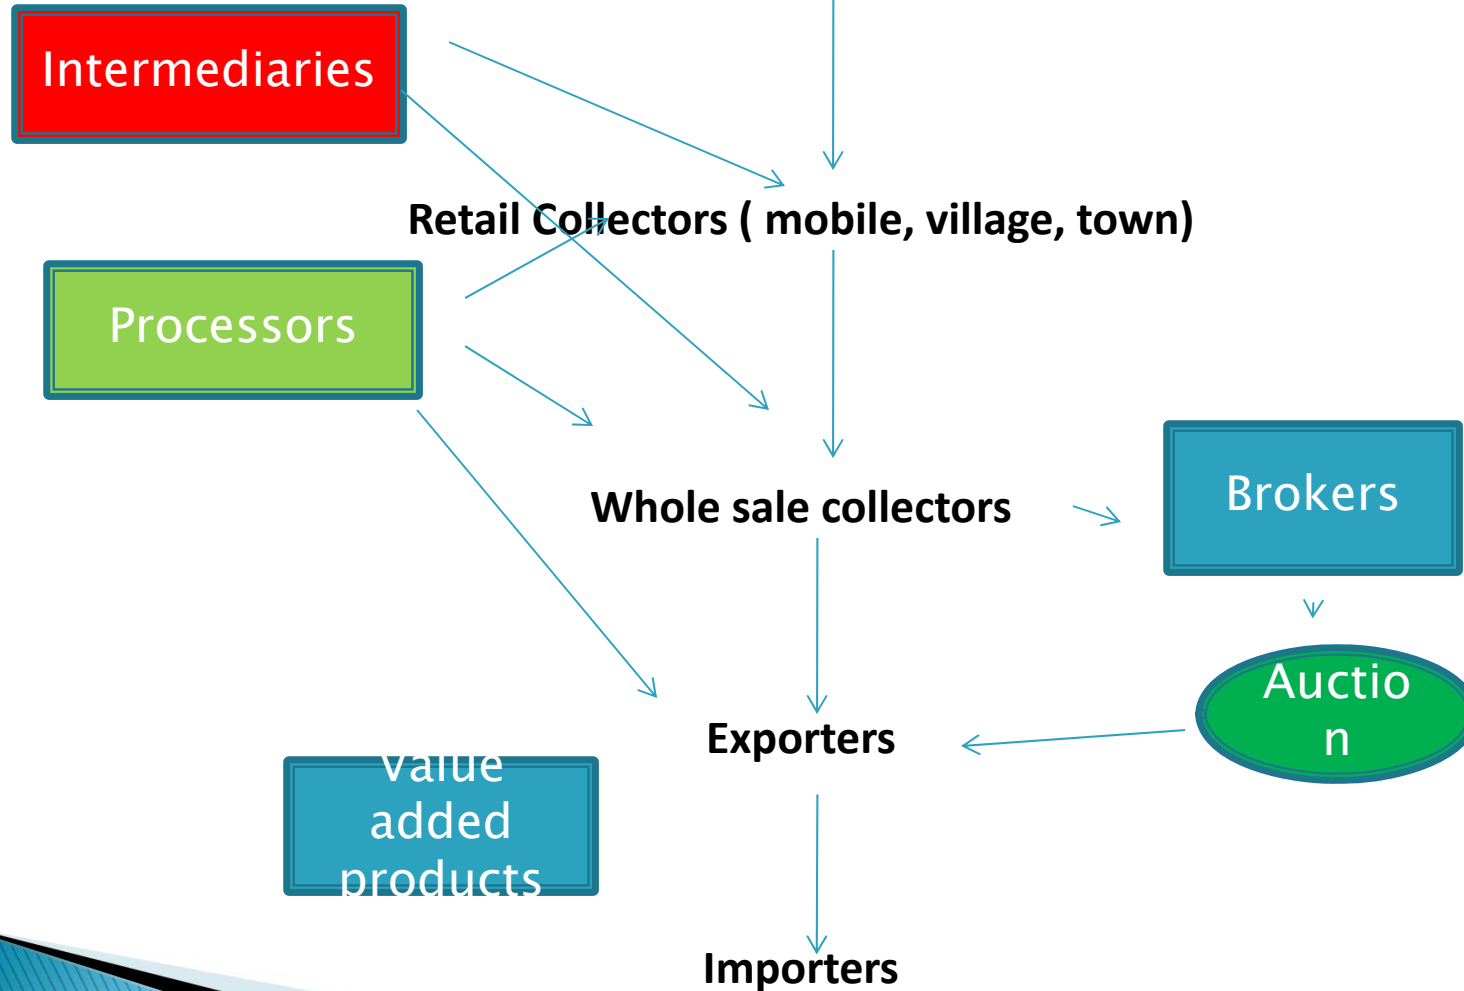 Intermediaries
Retail Collectors ( mobile, village, town)
Processors
Whole sale collectors
Brokers
Auctio
n
Exporters
Value
added
products
Importers